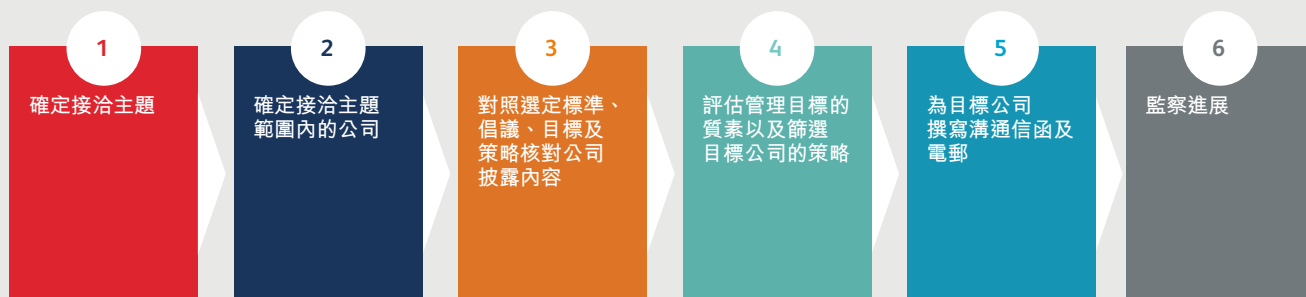 1
確定接洽主題
2
確定接洽主題
範圍內的公司
3
對照選定標準、
倡議、目標及
策略核對公司
披露內容
4
評估管理目標的
質素以及篩選
目標公司的策略
5
為目標公司
撰寫溝通信函及
電郵
6
監察進展